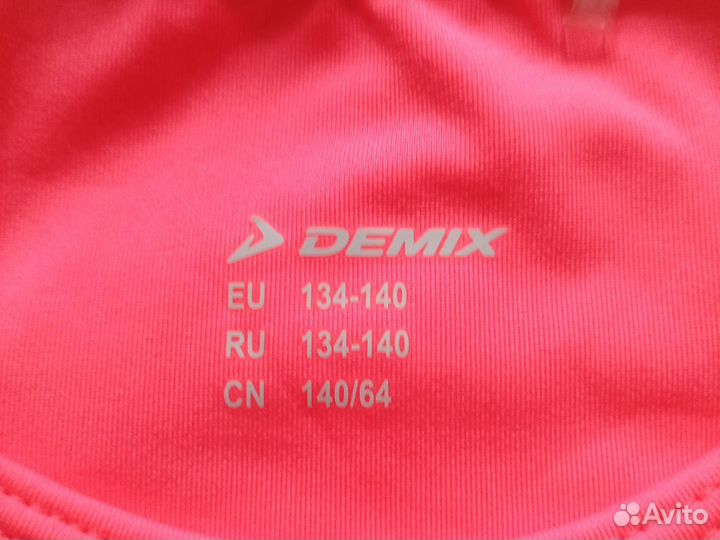 DEMIX
EU 134-140
RU 134-140
CN 140/64
Avito